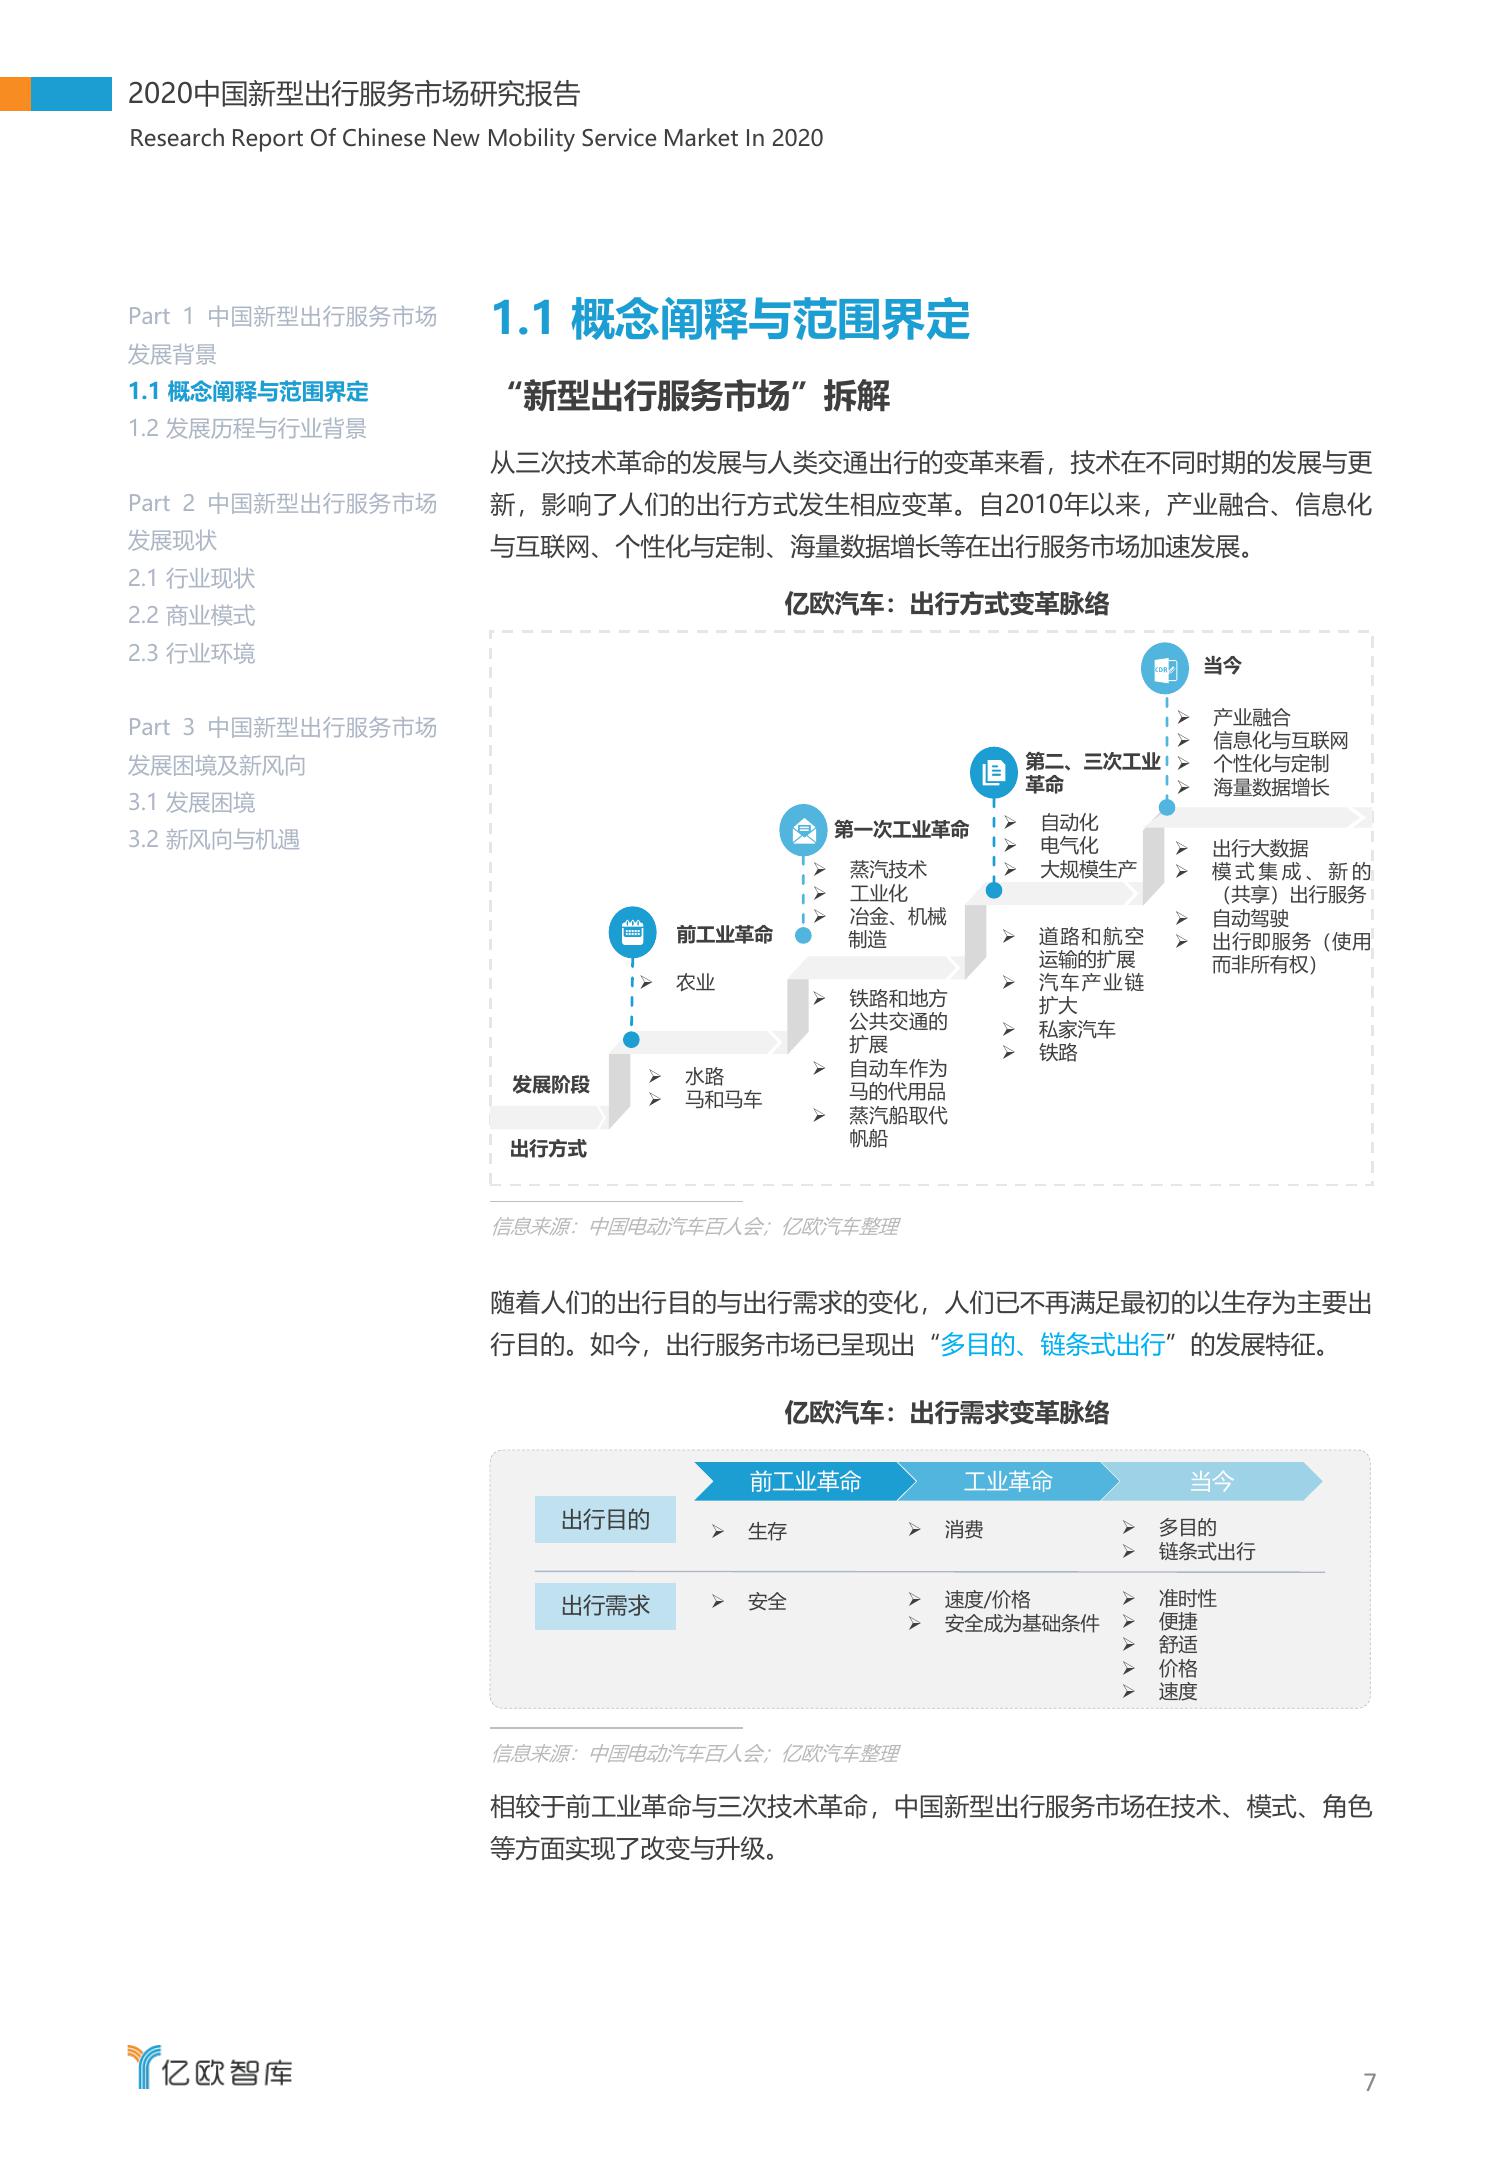 2020中国新型出行服务市场研究报告
Research Report Of Chinese New Mobility Service Market In 2020
Part 1 中国新型出行服务市场
发展背景
1.1 概念阐释与范围界定
1.2 发展历程与行业背景
Part 2 中国新型出行服务市场
发展现状
2.1 行业现状
2.2 商业模式
2.3 行业环境
Part 3 中国新型出行服务市场
发展困境及新风向
3.1 发展困境
3.2 新风向与机遇
1.1 概念阐释与范围界定
“新型出行服务市场”拆解
从三次技术革命的发展与人类交通出行的变革来看，技术在不同时期的发展与更
新，影响了人们的出行方式发生相应变革。自2010年以来，产业融合、信息化
与互联网、个性化与定制、海量数据增长等在出行服务市场加速发展。
亿欧汽车：出行方式变革脉络
发展阶段
出行方式
前工业革命
农业
水路
马和马车
第一次工业革命
蒸汽技术
工业化
冶金、机械
制造
铁路和地方
公共交通的
扩展
自动车作为
马的代用品
蒸汽船取代
帆船
第二、三次工业
革命
自动化
电气化
大规模生产
道路和航空
运输的扩展
汽车产业链
扩大
私家汽车
铁路
CDR
当今
产业融合
信息化与互联网
个性化与定制
海量数据增长
出行大数据
模式集成、新的
（共享）出行服务
自动驾驶
出行即服务（使用
而非所有权）
信息来源：中国电动汽车百人会；亿欧汽车整理
随着人们的出行目的与出行需求的变化，人们已不再满足最初的以生存为主要出
行目的。如今，出行服务市场已呈现出“多目的、链条式出行”的发展特征。
亿欧汽车：出行需求变革脉络
前工业革命
工业革命
当今
出行目的
生存
消费
多目的
链条式出行
出行需求
安全
速度/价格
安全成为基础条件
准时性
便捷
舒适
价格
速度
信息来源：中国电动汽车百人会；亿欧汽车整理
相较于前工业革命与三次技术革命，中国新型出行服务市场在技术、模式、角色
等方面实现了改变与升级。
亿欧智库
7